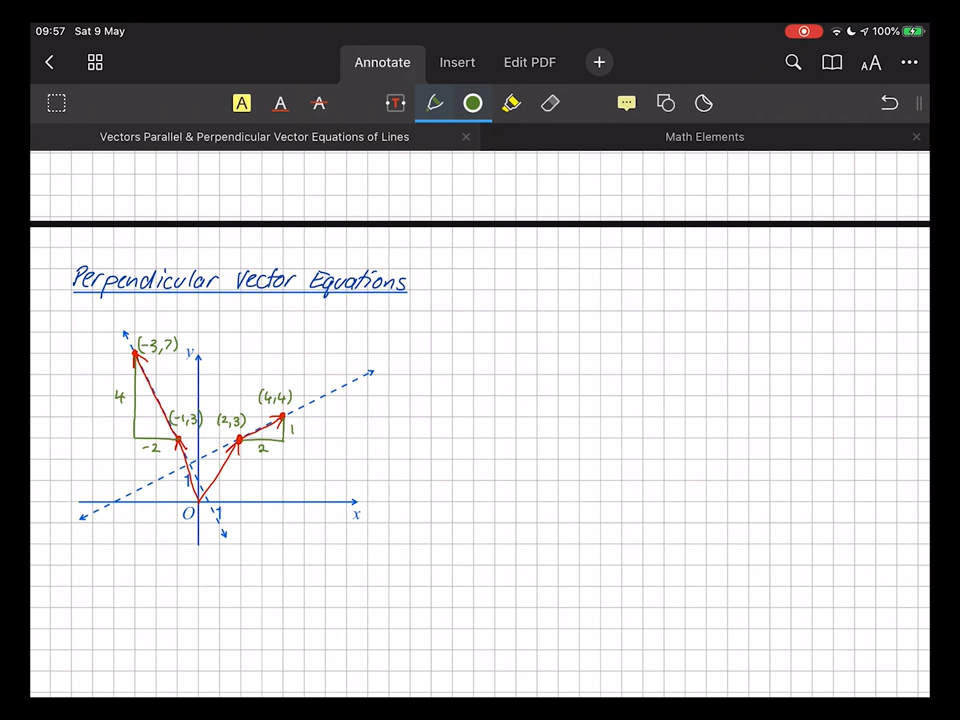 09:57 Sat 9 May 100%
Annotate Insert Edit PDF
A A A T AA
Vectors Parallel & Perpendicular Vector Equations of Lines Math Elements
Perpendicular Vector Equations
(-3,7) y
4 (-1,3) (2,3) (4,4)
-2 2 1
1
O 1 x